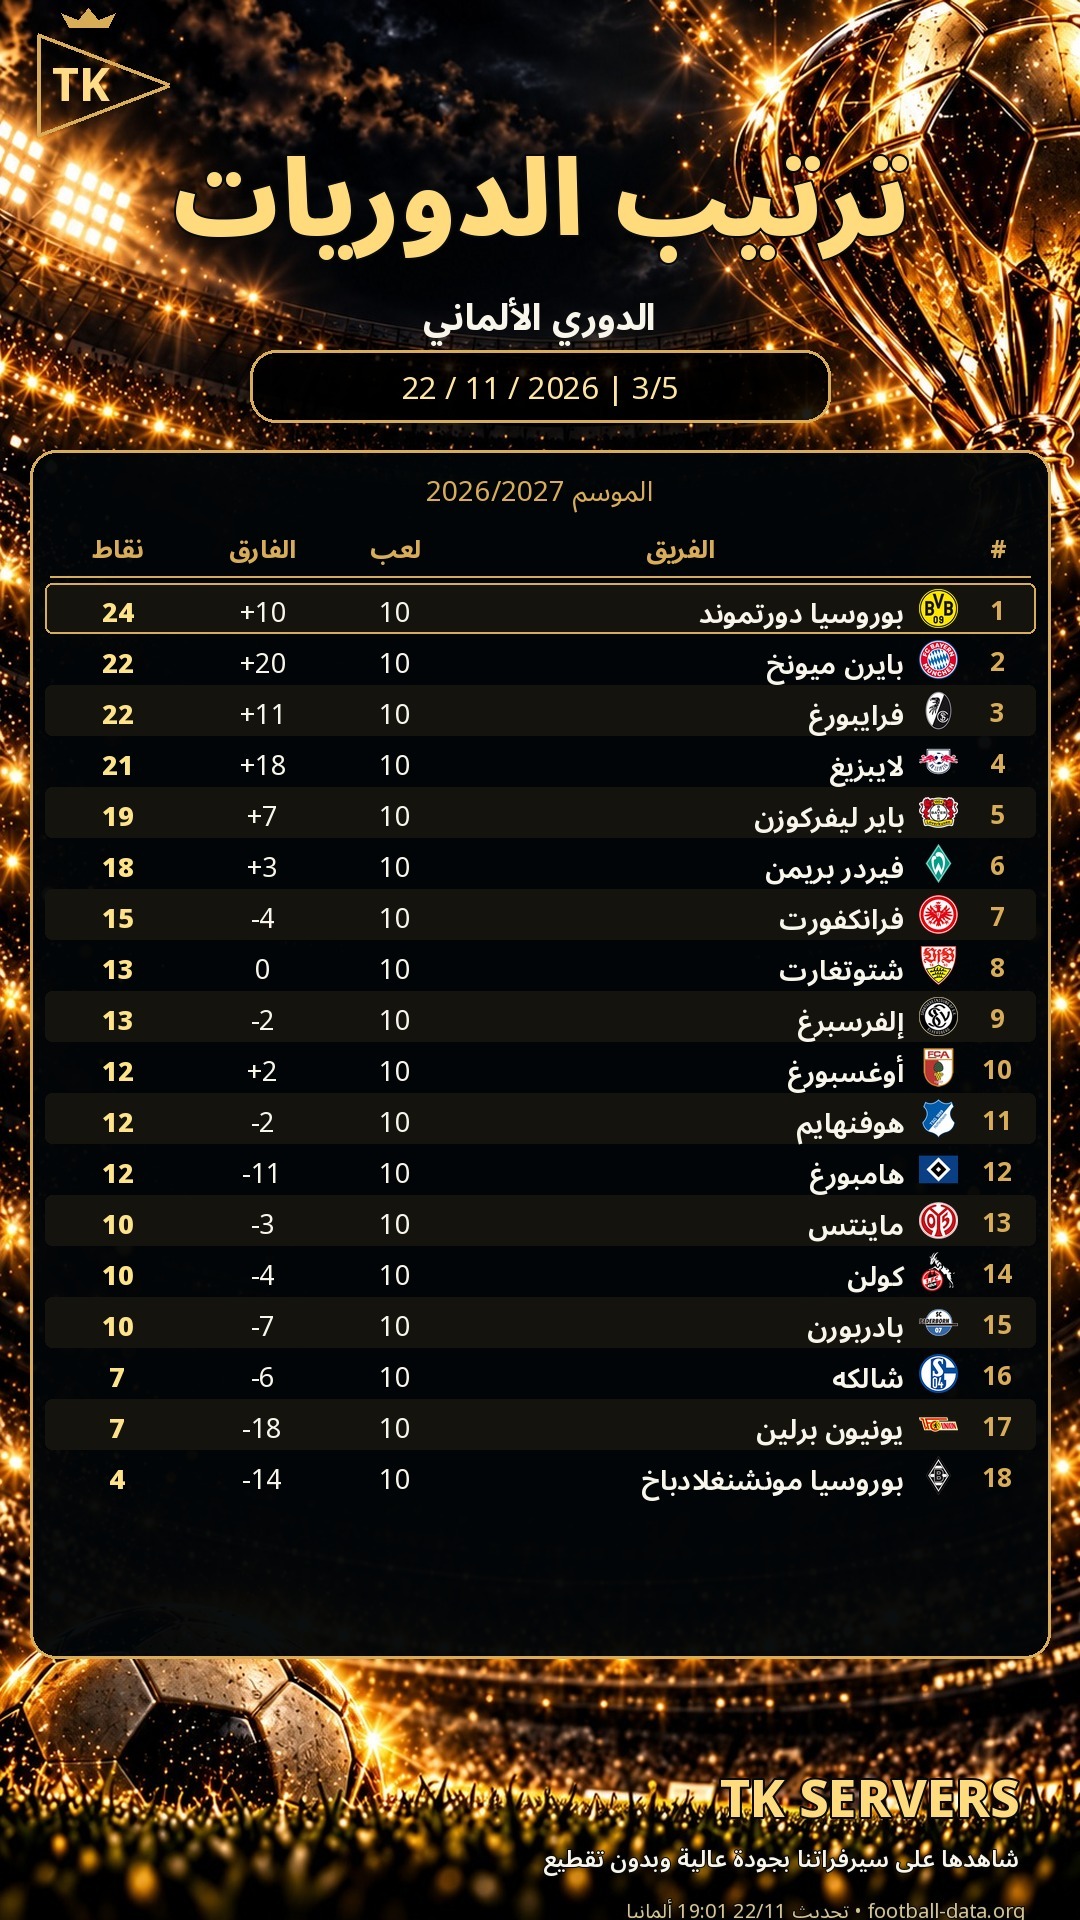 TK
ترتيب الدوريات
الدوري الألماني
22 / 11 / 2026 | 3/5
الموسم 2026/2027
# الفريق لعب الفارق نقاط
1 بوروسيا دورتموند 10 +10 24
2 بايرن ميونخ 10 +20 22
3 فرايبورغ 10 +11 22
4 لايبزيغ 10 +18 21
5 باير ليفركوزن 10 +7 19
6 فيردر بريمن 10 +3 18
7 فرانكفورت 10 -4 15
8 شتوتغارت 10 0 13
9 إلفرسبرغ 10 -2 13
10 أوغسبورغ 10 +2 12
11 هوفنهايم 10 -2 12
12 هامبورغ 10 -11 12
13 ماينتس 10 -3 10
14 كولن 10 -4 10
15 بادربورن 10 -7 10
16 شالكه 10 -6 7
17 يونيون برلين 10 -18 7
18 بوروسيا مونشنغلادباخ 10 -14 4
TK SERVERS
شاهدها على سيرفراتنا بجودة عالية وبدون تقطيع
football-data.org • تحديث 22/11 19:01 ألمانيا